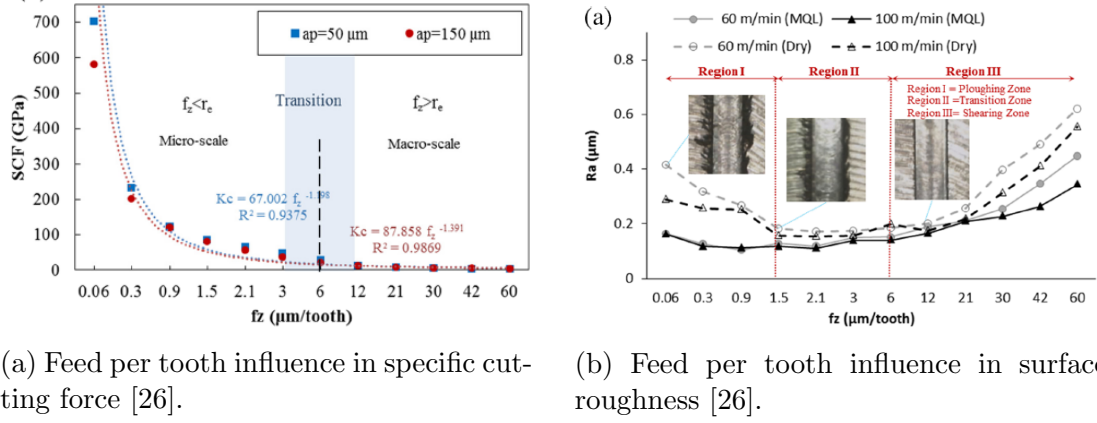 700
600
500
400
300
200
100
0
SCF (GPa)
ap=50 μm
ap=150 μm
fz<re
Micro-scale
Transition
fz>re
Macro-scale
Kc = 67.002 fz -1.398
R² = 0.9375
Kc = 87.858 fz -1.391
R² = 0.9869
0.06 0.3 0.9 1.5 2.1 3 6 12 21 30 42 60
fz (μm/tooth)
(a) Feed per tooth influence in specific cut-
ting force [26].
(a)
60 m/min (MQL) 100 m/min (MQL)
60 m/min (Dry) 100 m/min (Dry)
0.8
0.6
0.4
0.2
0
Ra (μm)
Region I Region II Region III
Region I = Ploughing Zone
Region II =Transition Zone
Region III= Shearing Zone
0.06 0.3 0.9 1.5 2.1 3 6 12 21 30 42 60
fz (μm/tooth)
(b) Feed per tooth influence in surface
roughness [26].